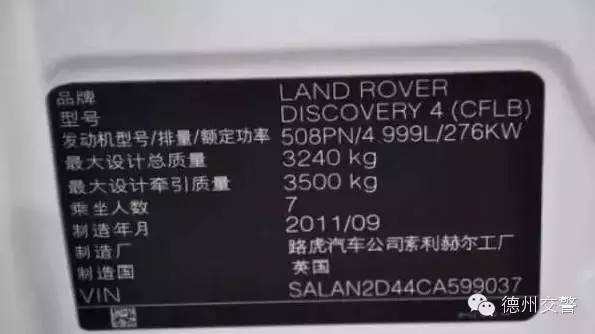 品牌 LAND ROVER
型号 DISCOVERY 4 (CFLB)
发动机型号/排量/额定功率 508PN/4 999L/276KW
最大设计总质量 3240 kg
最大设计牵引质量 3500 kg
乘坐人数 7
制造年月 2011/09
制造厂 路虎汽车公司索利赫尔工厂
制造国 英国
VIN SALAN2D44CA599037
德州交警